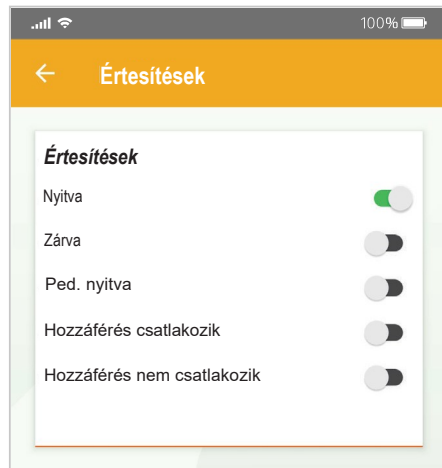 100%
Értesítések
Értesítések
Nyitva
Zárva
Ped. nyitva
Hozzáférés csatlakozik
Hozzáférés nem csatlakozik